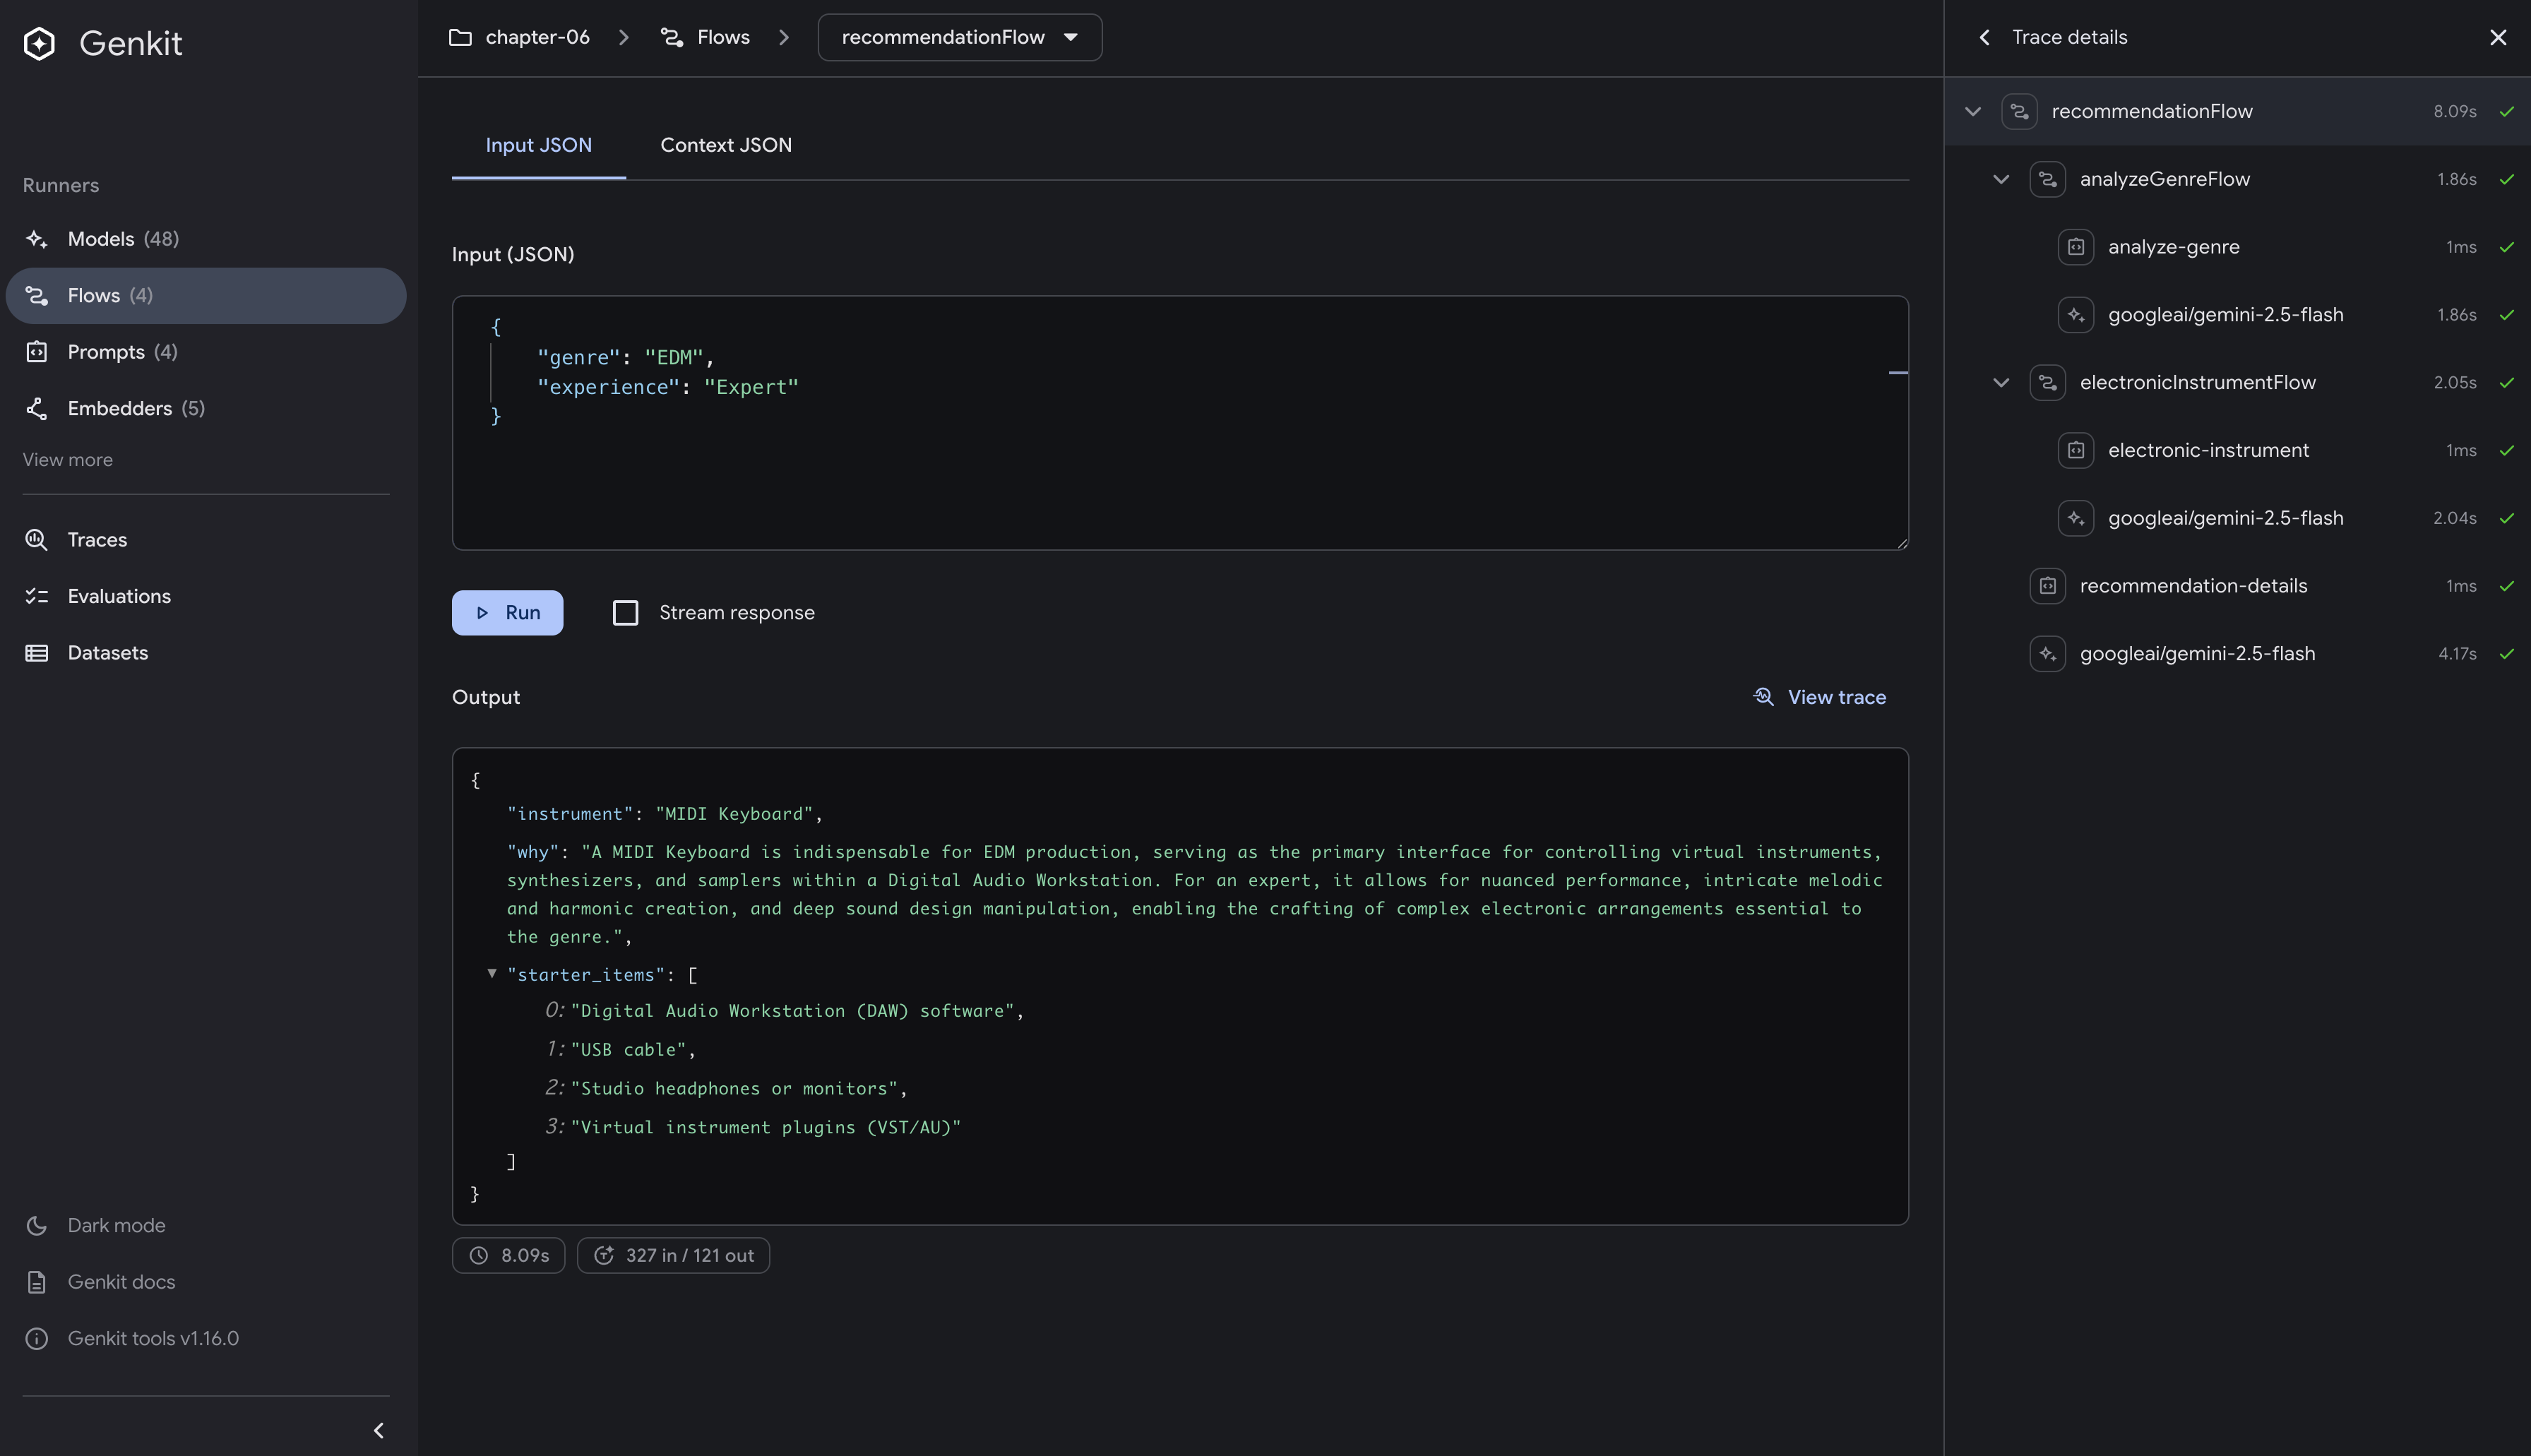 Genkit
Runners
Models (48)
Flows (4)
Prompts (4)
Embedders (5)
View more
Traces
Evaluations
Datasets
Dark mode
Genkit docs
Genkit tools v1.16.0
chapter-06 Flows recommendationFlow
Input JSON Context JSON
Input (JSON)
{
"genre": "EDM",
"experience": "Expert"
}
Run Stream response
Output View trace
{
"instrument": "MIDI Keyboard",
"why": "A MIDI Keyboard is indispensable for EDM production, serving as the primary interface for controlling virtual instruments,
synthesizers, and samplers within a Digital Audio Workstation. For an expert, it allows for nuanced performance, intricate melodic
and harmonic creation, and deep sound design manipulation, enabling the crafting of complex electronic arrangements essential to
the genre.",
"starter_items": [
0: "Digital Audio Workstation (DAW) software",
1: "USB cable",
2: "Studio headphones or monitors",
3: "Virtual instrument plugins (VST/AU)"
]
}
8.09s 327 in / 121 out
Trace details
recommendationFlow 8.09s
analyzeGenreFlow 1.86s
analyze-genre 1ms
googleai/gemini-2.5-flash 1.86s
electronicInstrumentFlow 2.05s
electronic-instrument 1ms
googleai/gemini-2.5-flash 2.04s
recommendation-details 1ms
googleai/gemini-2.5-flash 4.17s